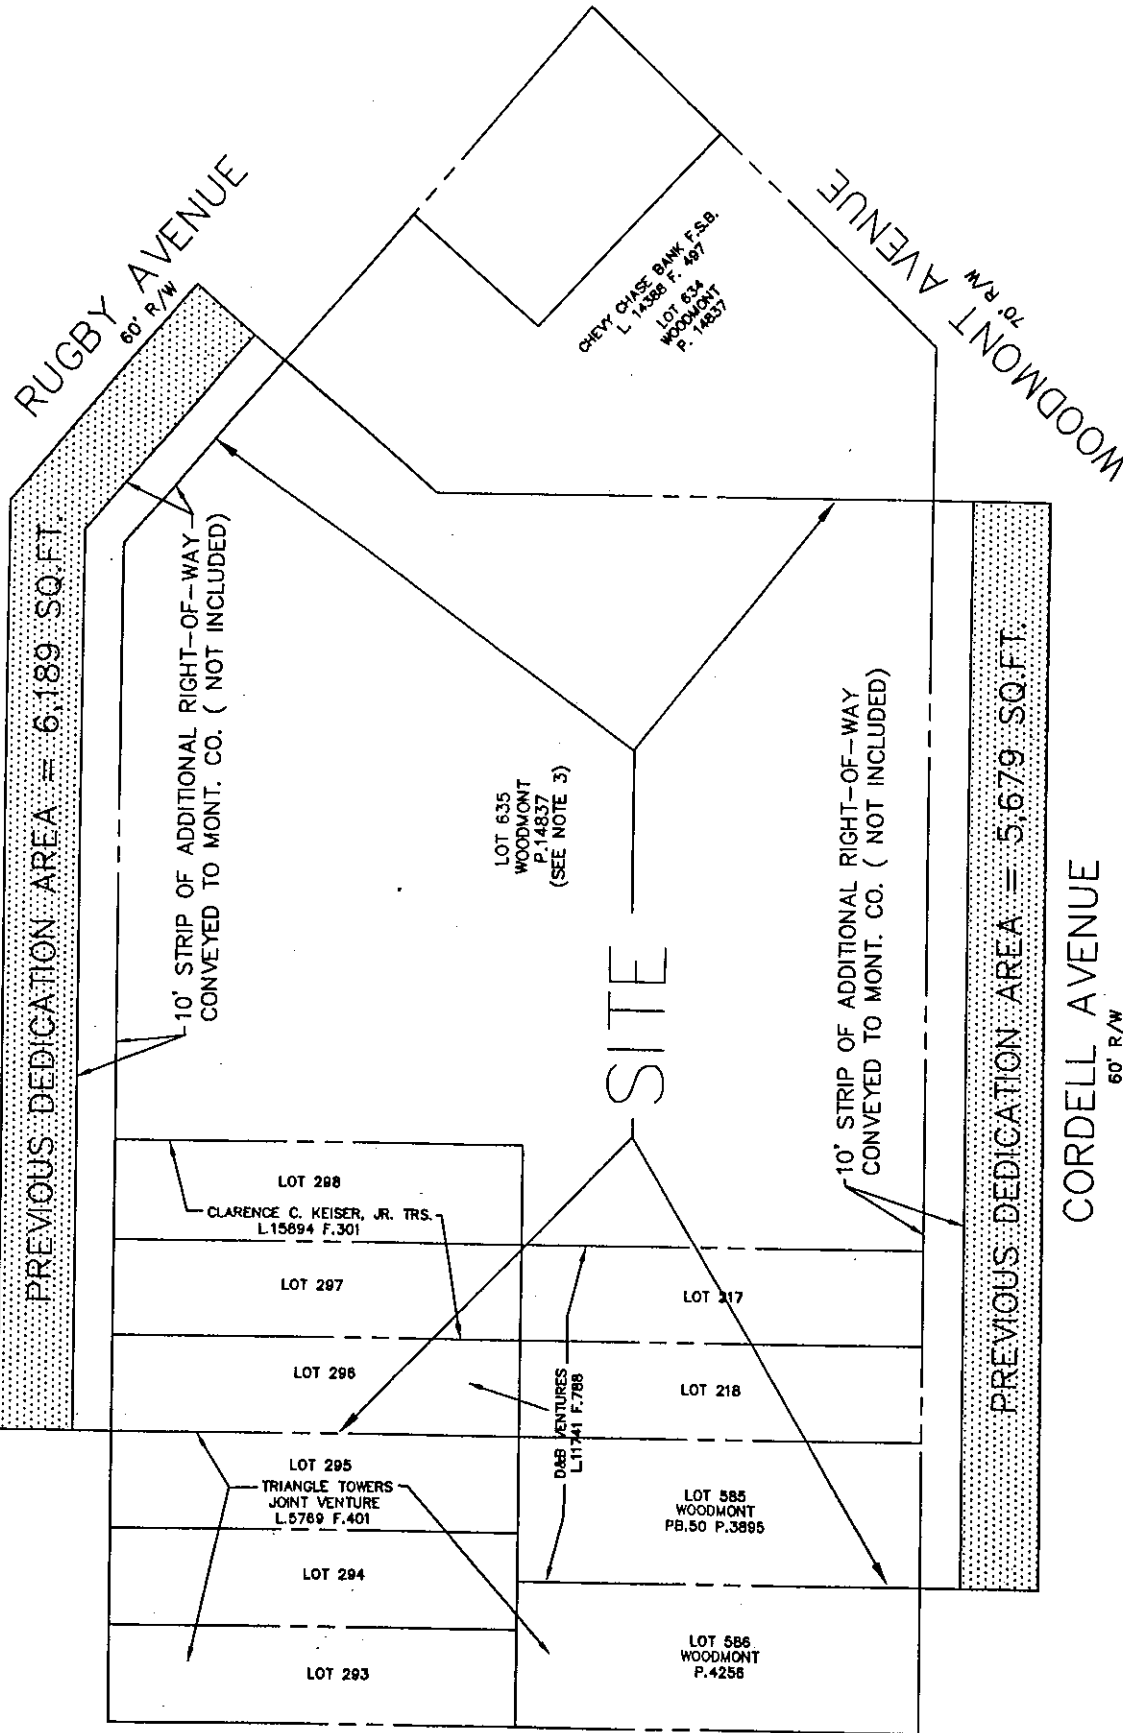 RUGBY AVENUE
60' R/W
WOODMONT AVENUE
70' R/W
CHEVY CHASE BANK F.S.B.
L. 14388 F. 497
LOT 634
WOODMONT
P. 14837
PREVIOUS DEDICATION AREA = 6,189 SQ.FT.
10' STRIP OF ADDITIONAL RIGHT-OF-WAY
CONVEYED TO MONT. CO. ( NOT INCLUDED)
LOT 635
WOODMONT
P.14837
(SEE NOTE 3)
SITE
10' STRIP OF ADDITIONAL RIGHT-OF-WAY
CONVEYED TO MONT. CO. ( NOT INCLUDED)
PREVIOUS DEDICATION AREA = 5,679 SQ.FT.
CORDELL AVENUE
60' R/W
LOT 298
CLARENCE C. KEISER, JR. TRS.
L.15894 F.301
LOT 297
LOT 217
LOT 296
D&B VENTURES
L.11741 F.788
LOT 218
LOT 295
TRIANGLE TOWERS
JOINT VENTURE
L.5769 F.401
LOT 585
WOODMONT
PB.50 P.3895
LOT 294
LOT 586
WOODMONT
P.4256
LOT 293